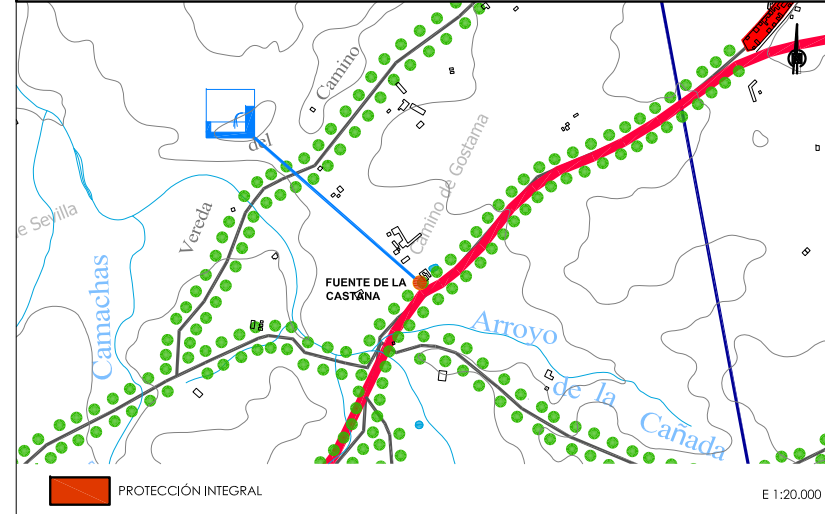 Camino
del
Vereda
Camino de Gostama
e Sevilla
Camachas
FUENTE DE LA
CASTAÑA
Arroyo
de la
Cañada
PROTECCIÓN INTEGRAL
E 1:20.000